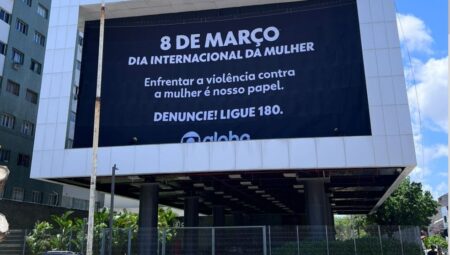 8 DE MARÇO
DIA INTERNACIONAL DA MULHER
Enfrentar a violência contra
a mulher é nosso papel.
DENUNCIE! LIGUE 180.
globo